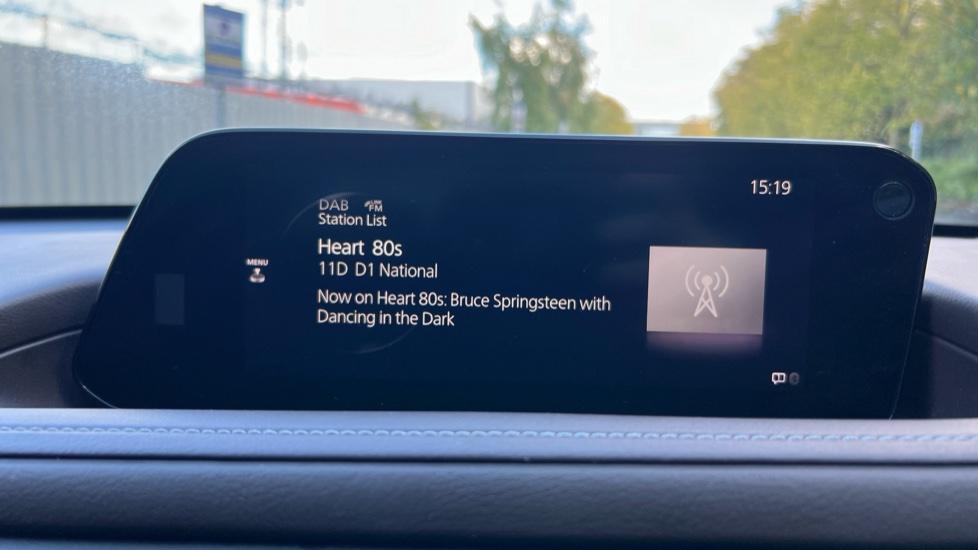 15:19
DAB FM
Station List
Heart 80s
MENU
11D D1 National
Now on Heart 80s: Bruce Springsteen with
Dancing in the Dark